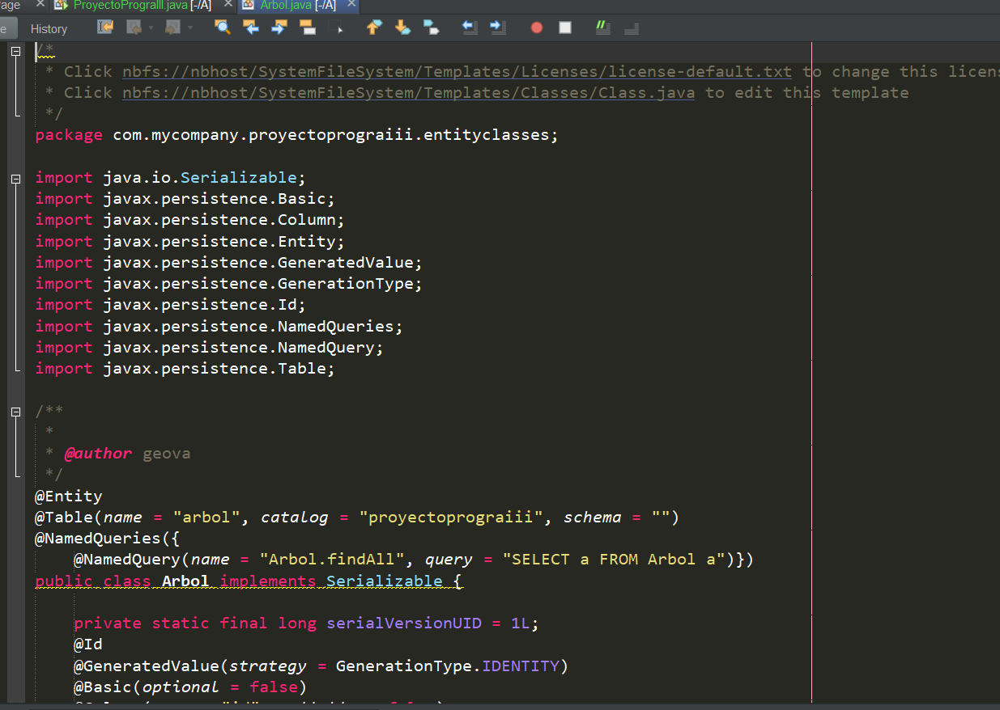 age ProyectoPrograIII.java [-/A] Arbol.java [-/A]
e History
/*
* Click nbfs://nbhost/SystemFileSystem/Templates/Licenses/license-default.txt to change this licens
* Click nbfs://nbhost/SystemFileSystem/Templates/Classes/Class.java to edit this template
*/
package com.mycompany.proyectoprograiii.entityclasses;
import java.io.Serializable;
import javax.persistence.Basic;
import javax.persistence.Column;
import javax.persistence.Entity;
import javax.persistence.GeneratedValue;
import javax.persistence.GenerationType;
import javax.persistence.Id;
import javax.persistence.NamedQueries;
import javax.persistence.NamedQuery;
import javax.persistence.Table;
/**
*
* @author geova
*/
@Entity
@Table(name = "arbol", catalog = "proyectoprograiii", schema = "")
@NamedQueries({
@NamedQuery(name = "Arbol.findAll", query = "SELECT a FROM Arbol a")})
public class Arbol implements Serializable {
private static final long serialVersionUID = 1L;
@Id
@GeneratedValue(strategy = GenerationType.IDENTITY)
@Basic(optional = false)